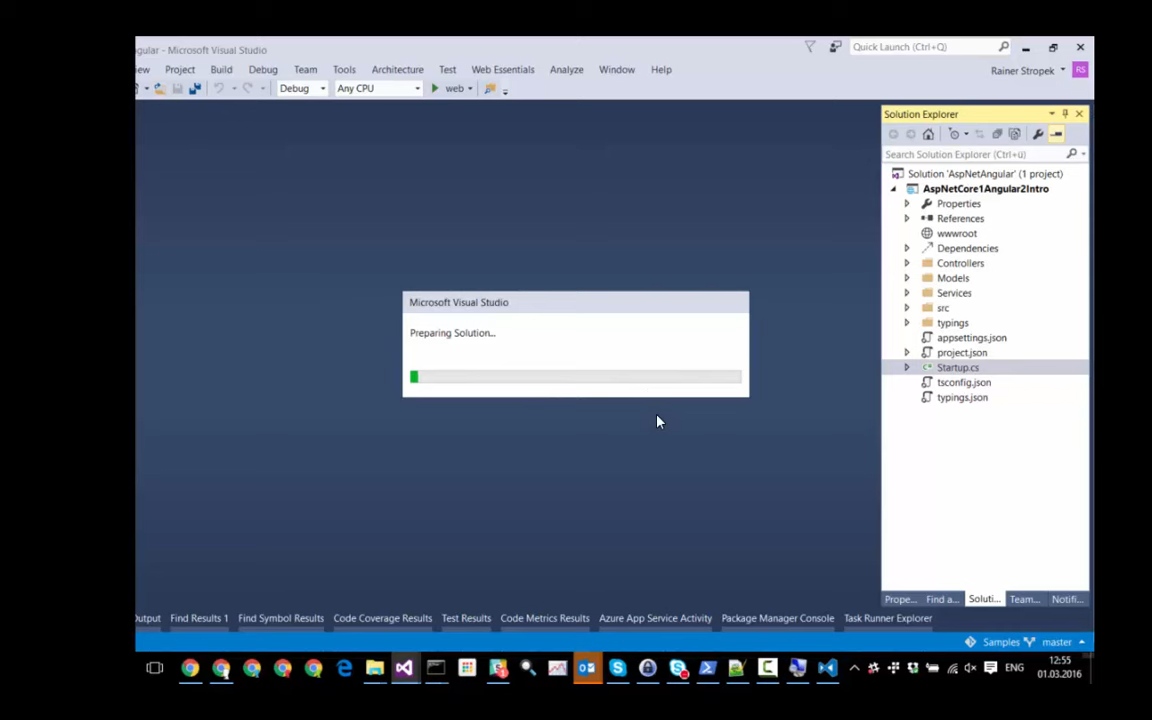 gular - Microsoft Visual Studio
Quick Launch (Ctrl+Q)
ew Project Build Debug Team Tools Architecture Test Web Essentials Analyze Window Help
Rainer Stropek RS
Debug Any CPU web
Solution Explorer
Search Solution Explorer (Ctrl+ü)
Solution 'AspNetAngular' (1 project)
AspNetCore1Angular2Intro
Properties
References
wwwroot
Dependencies
Controllers
Models
Services
src
typings
appsettings.json
project.json
Startup.cs
tsconfig.json
typings.json
Microsoft Visual Studio
Preparing Solution...
Prope... Find a... Soluti... Team... Notifi...
utput Find Results 1 Find Symbol Results Code Coverage Results Test Results Code Metrics Results Azure App Service Activity Package Manager Console Task Runner Explorer
Samples master
ENG
12:55
01.03.2016